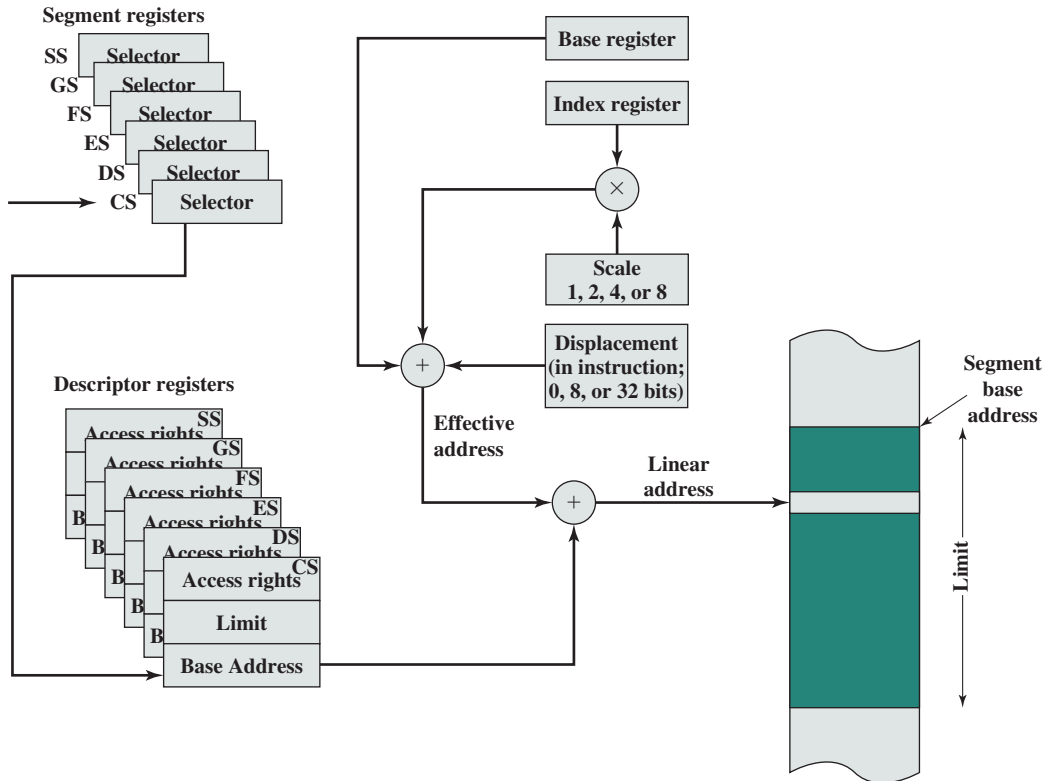 Segment registers
SS Selector
GS Selector
FS Selector
ES Selector
DS Selector
CS Selector
Base register
Index register
×
Scale
1, 2, 4, or 8
Displacement
(in instruction;
0, 8, or 32 bits)
+
Effective
address
Descriptor registers
SS
Access rights
GS
Access rights
FS
Access rights
ES
Access rights
DS
Access rights
CS
Access rights
B
B
B
B
B
Limit
Base Address
+
Linear
address
Segment
base
address
Limit